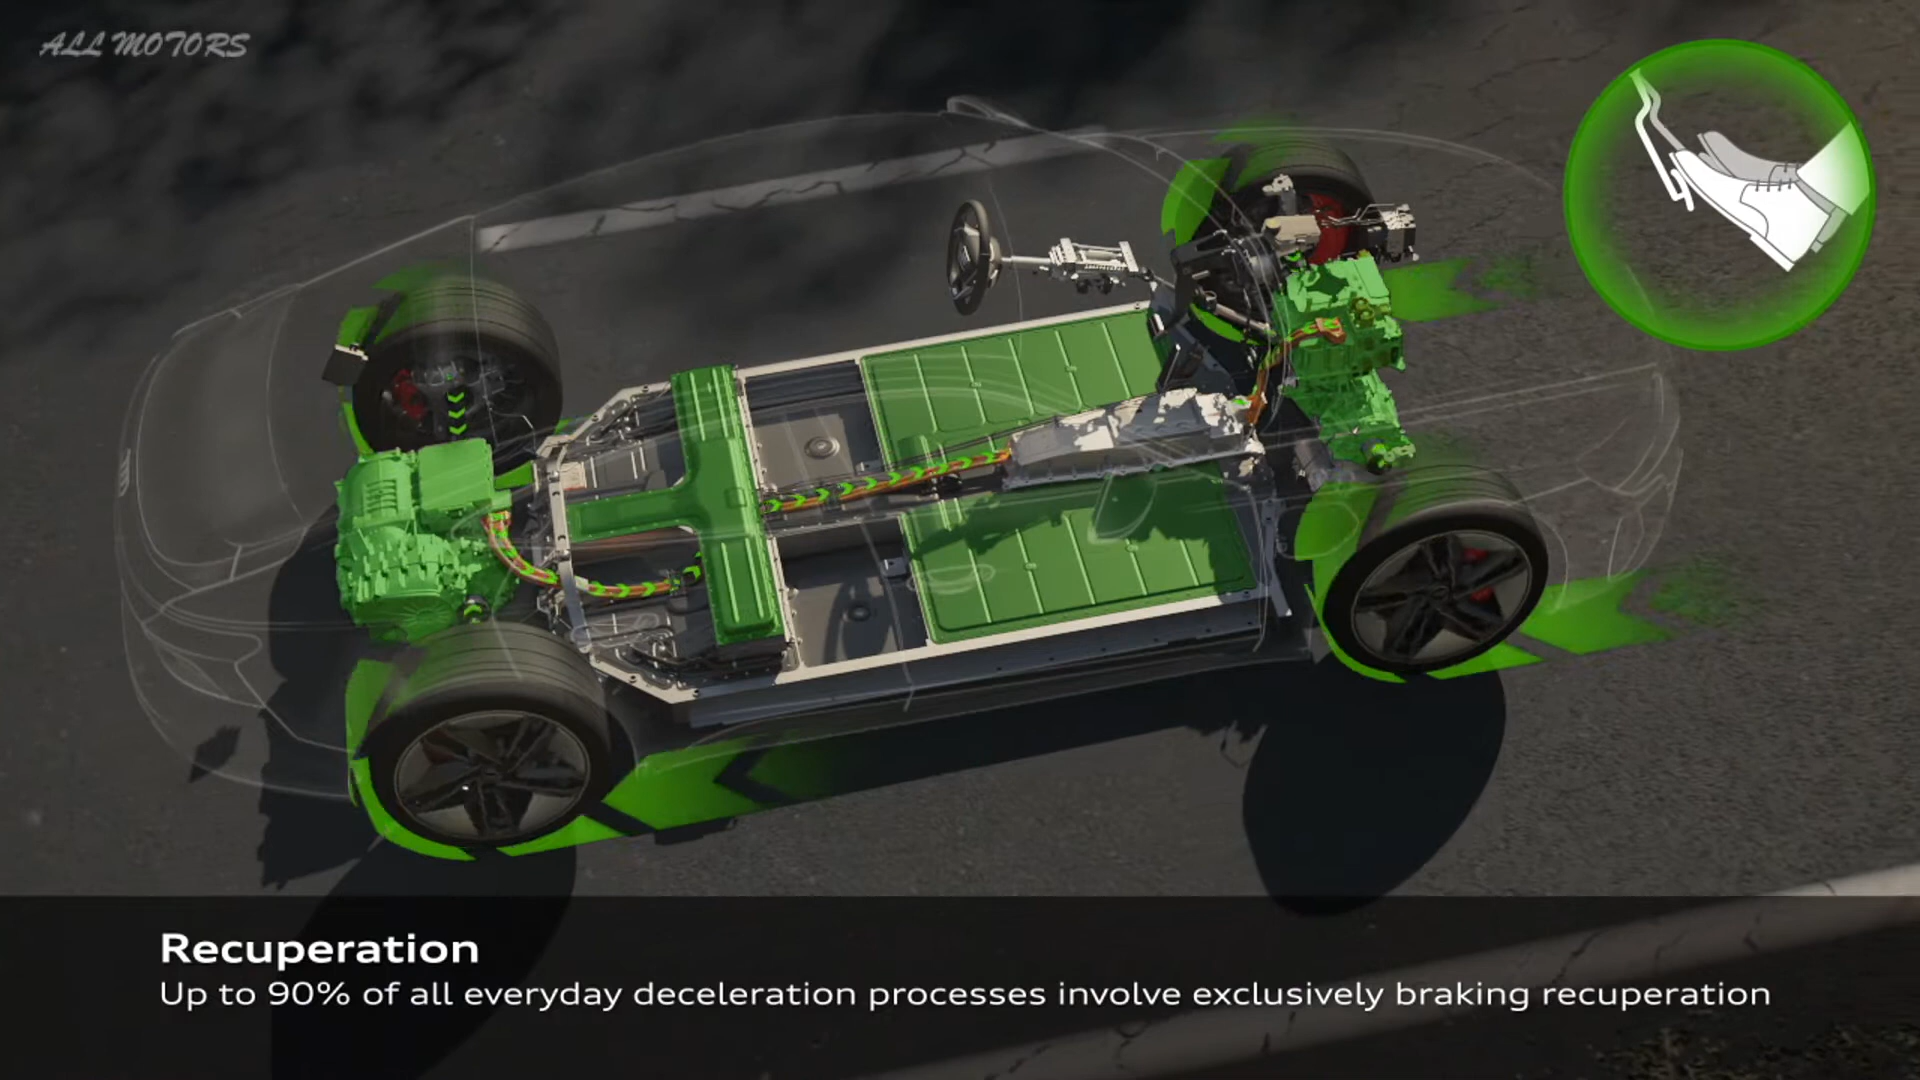 ALL MOTORS
Recuperation
Up to 90% of all everyday deceleration processes involve exclusively braking recuperation